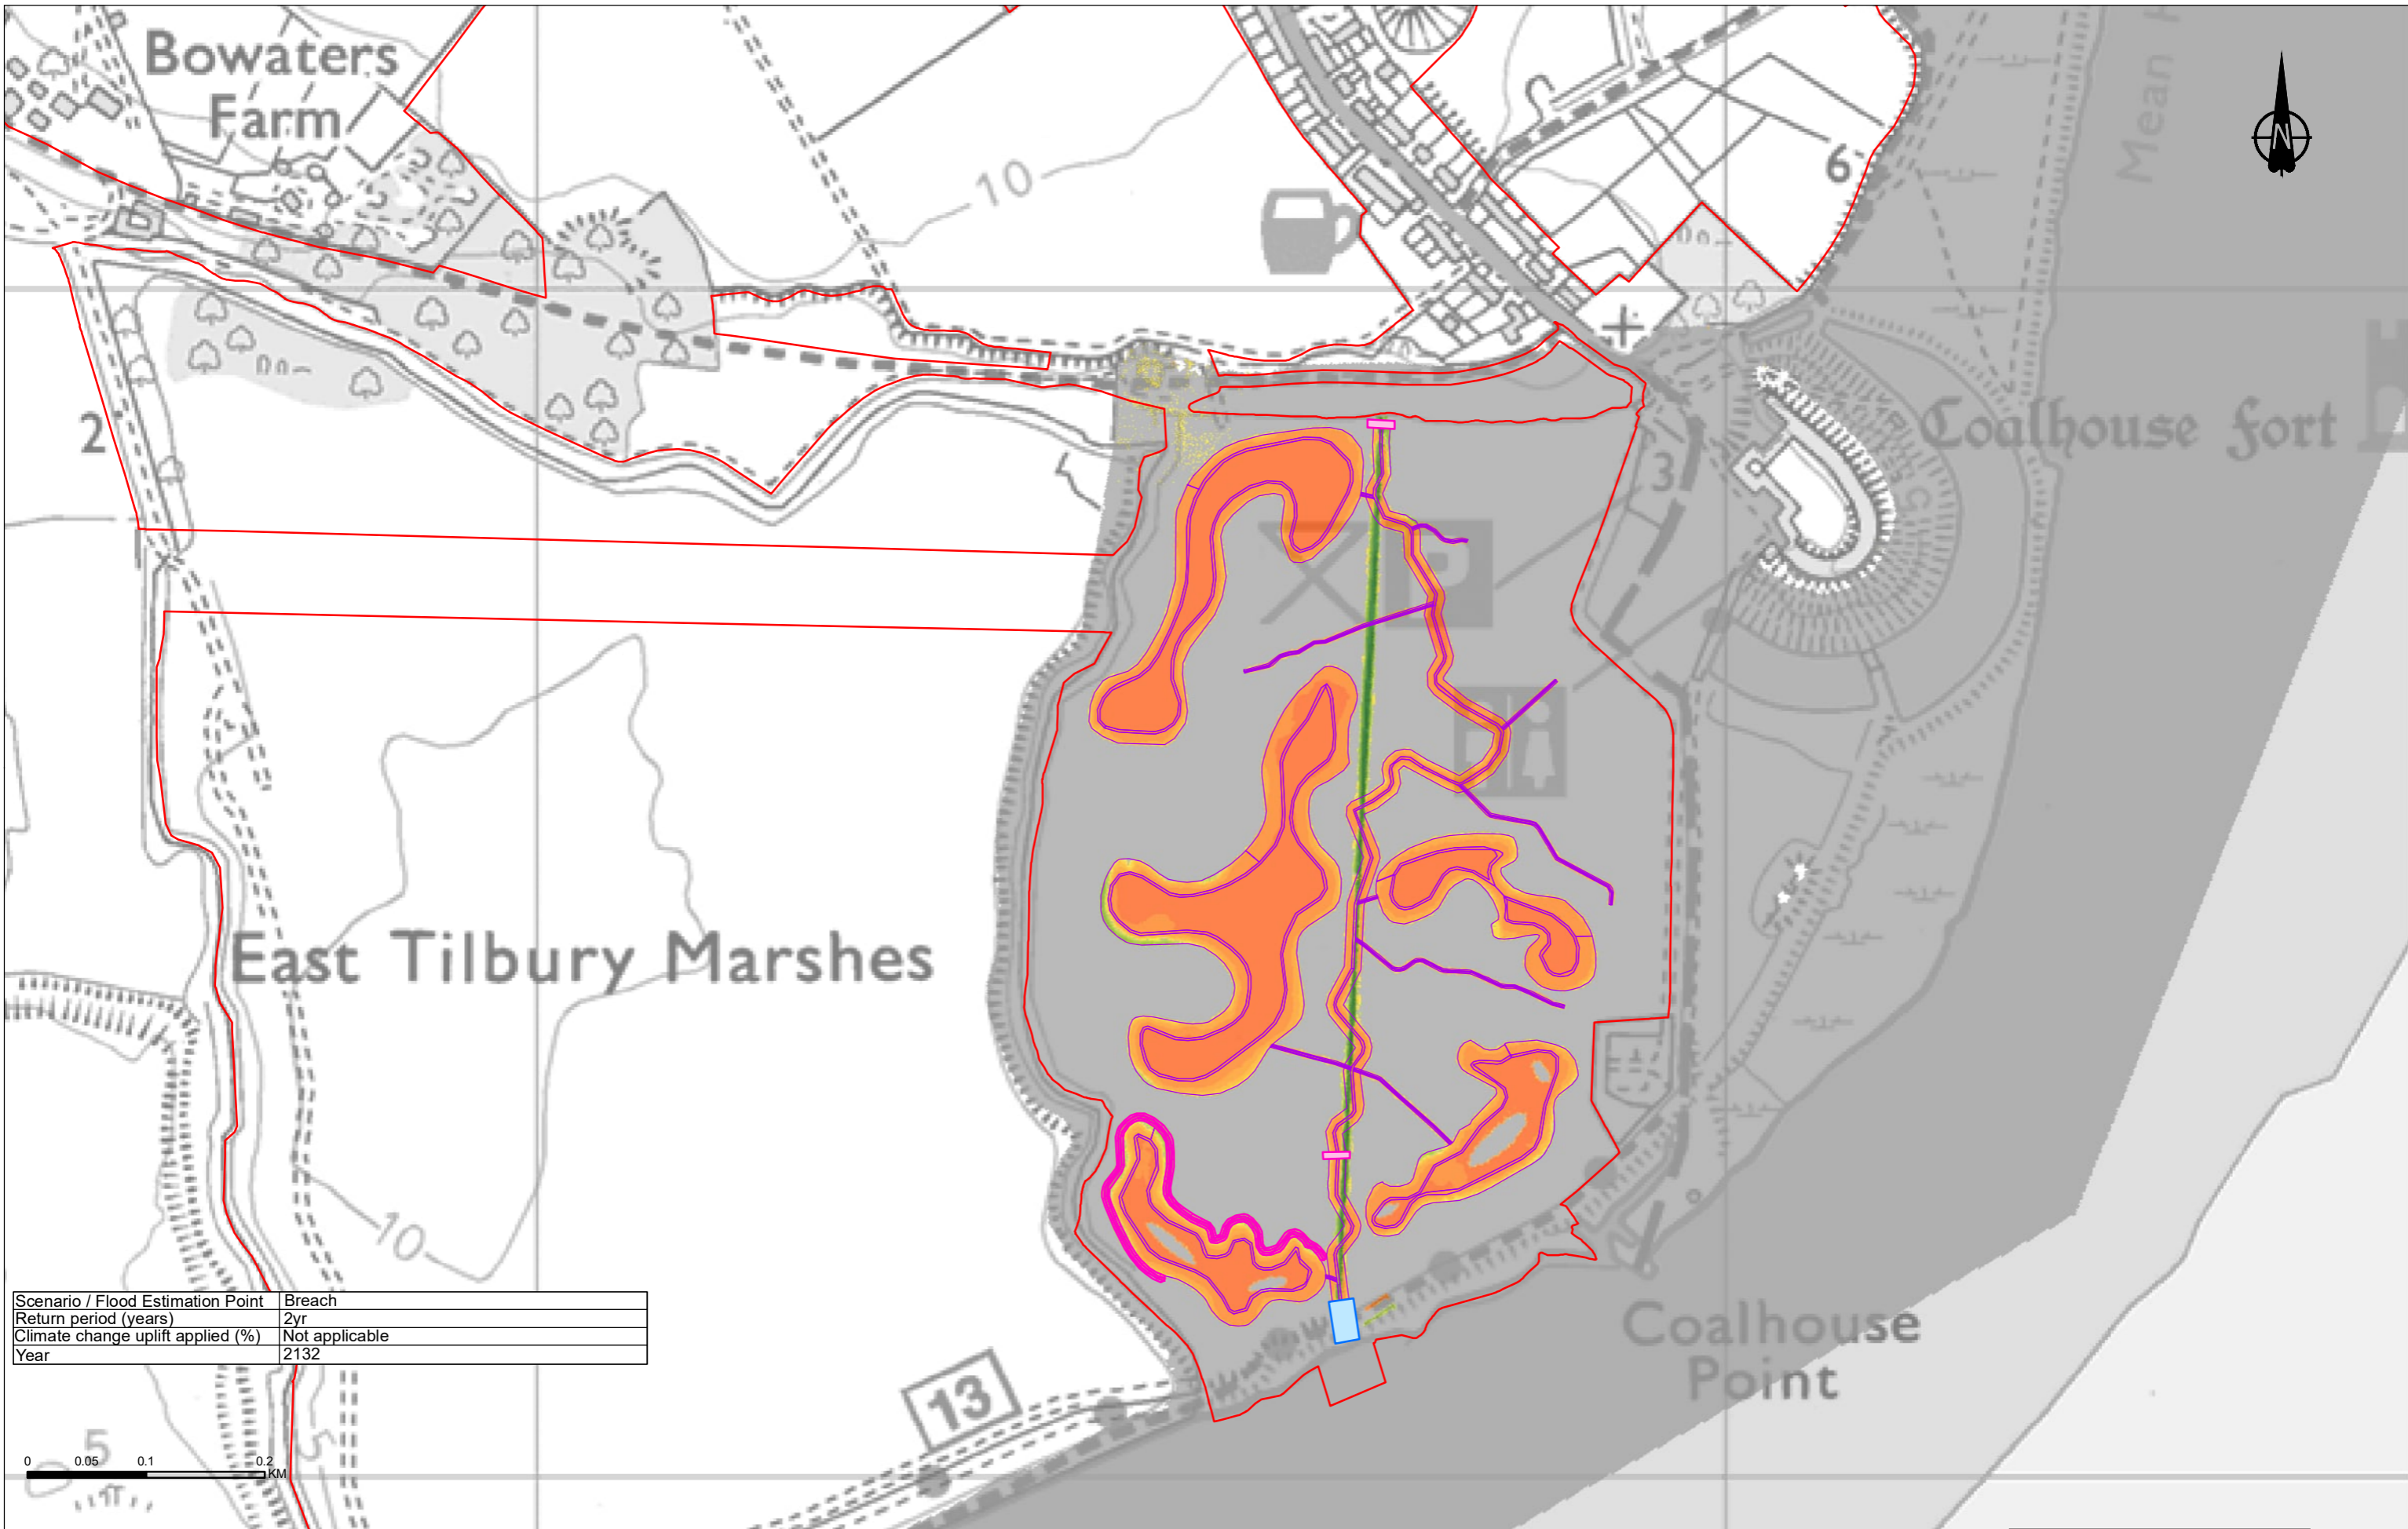 Bowaters
Farm
10
6
Mean
N
2
P
3
Coalhouse Fort
East Tilbury Marshes
10
Scenario / Flood Estimation Point Breach
Return period (years) 2yr
Climate change uplift applied (%) Not applicable
Year 2132
Coalhouse
Point
13
5
0 0.05 0.1 0.2
KM